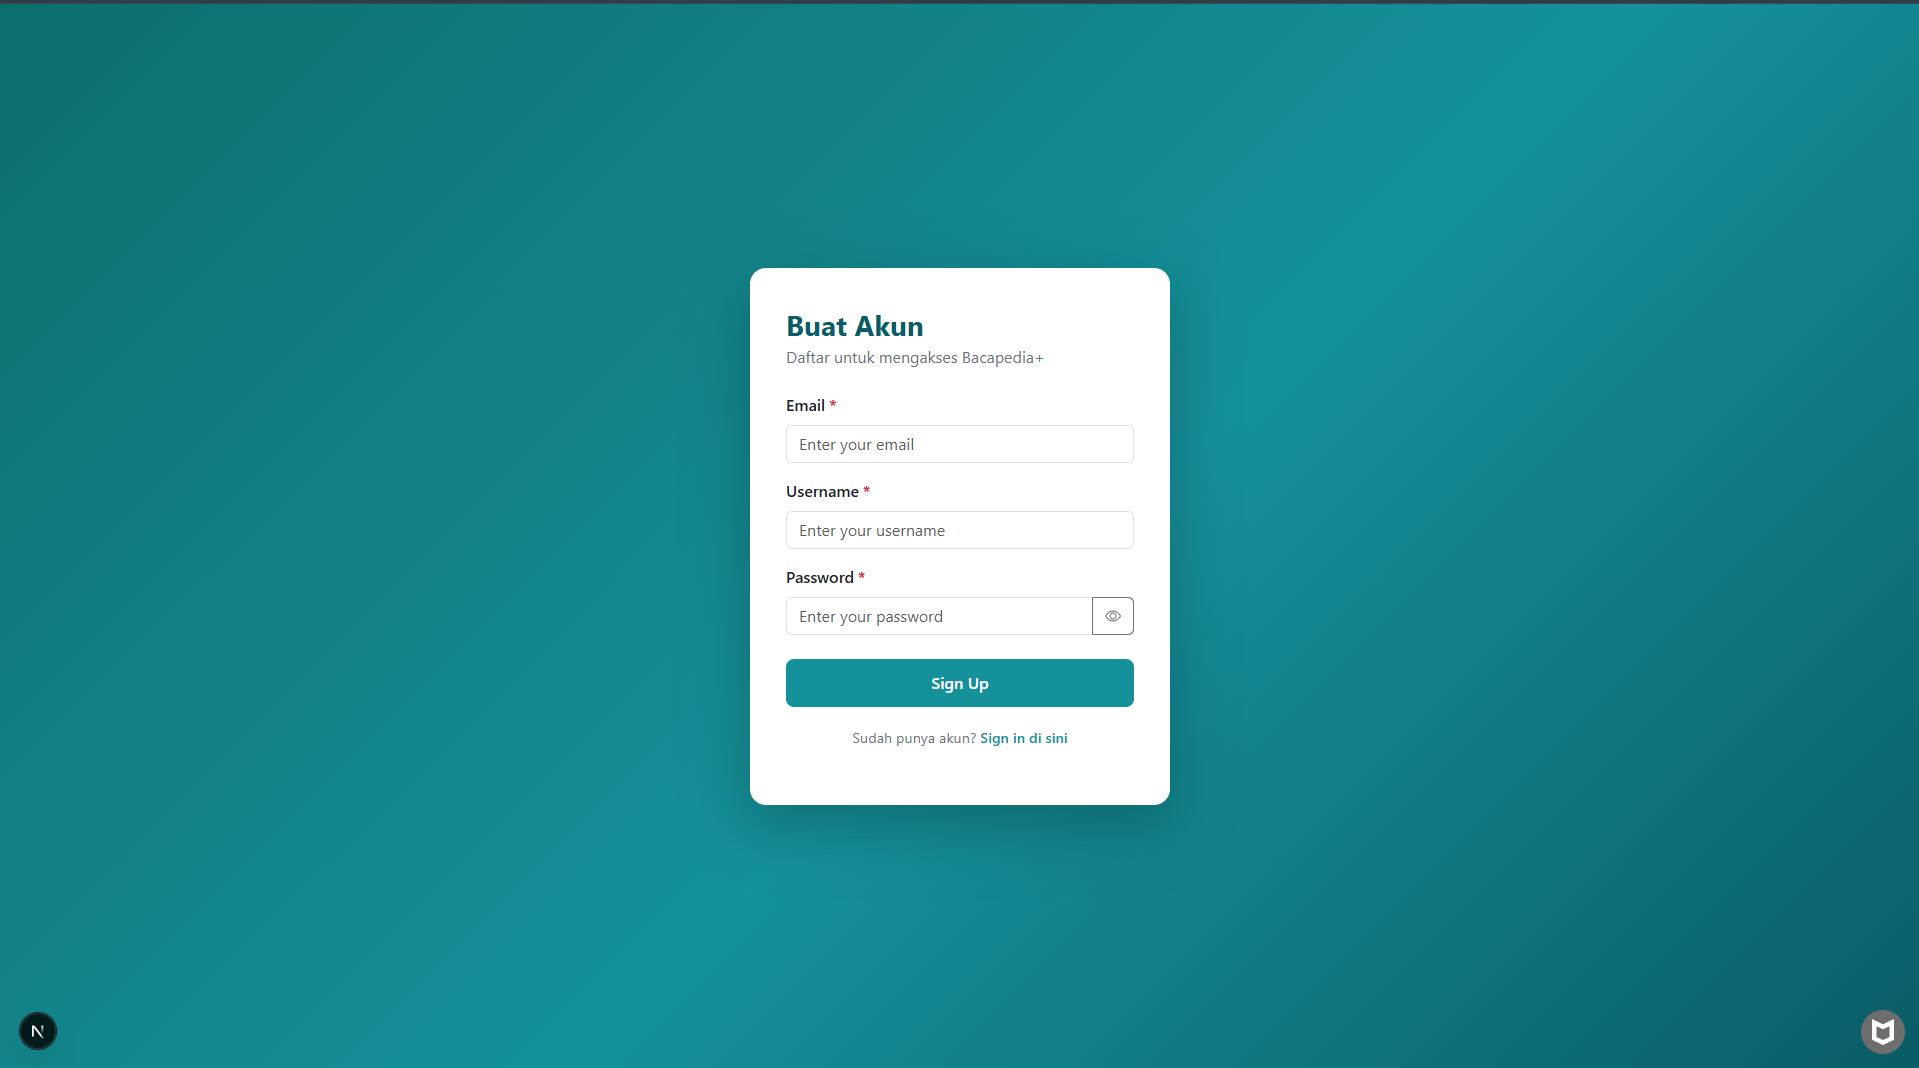 Buat Akun
Daftar untuk mengakses Bacapedia+
Email *
Enter your email
Username *
Enter your username
Password *
Enter your password
Sign Up
Sudah punya akun? Sign in di sini
N